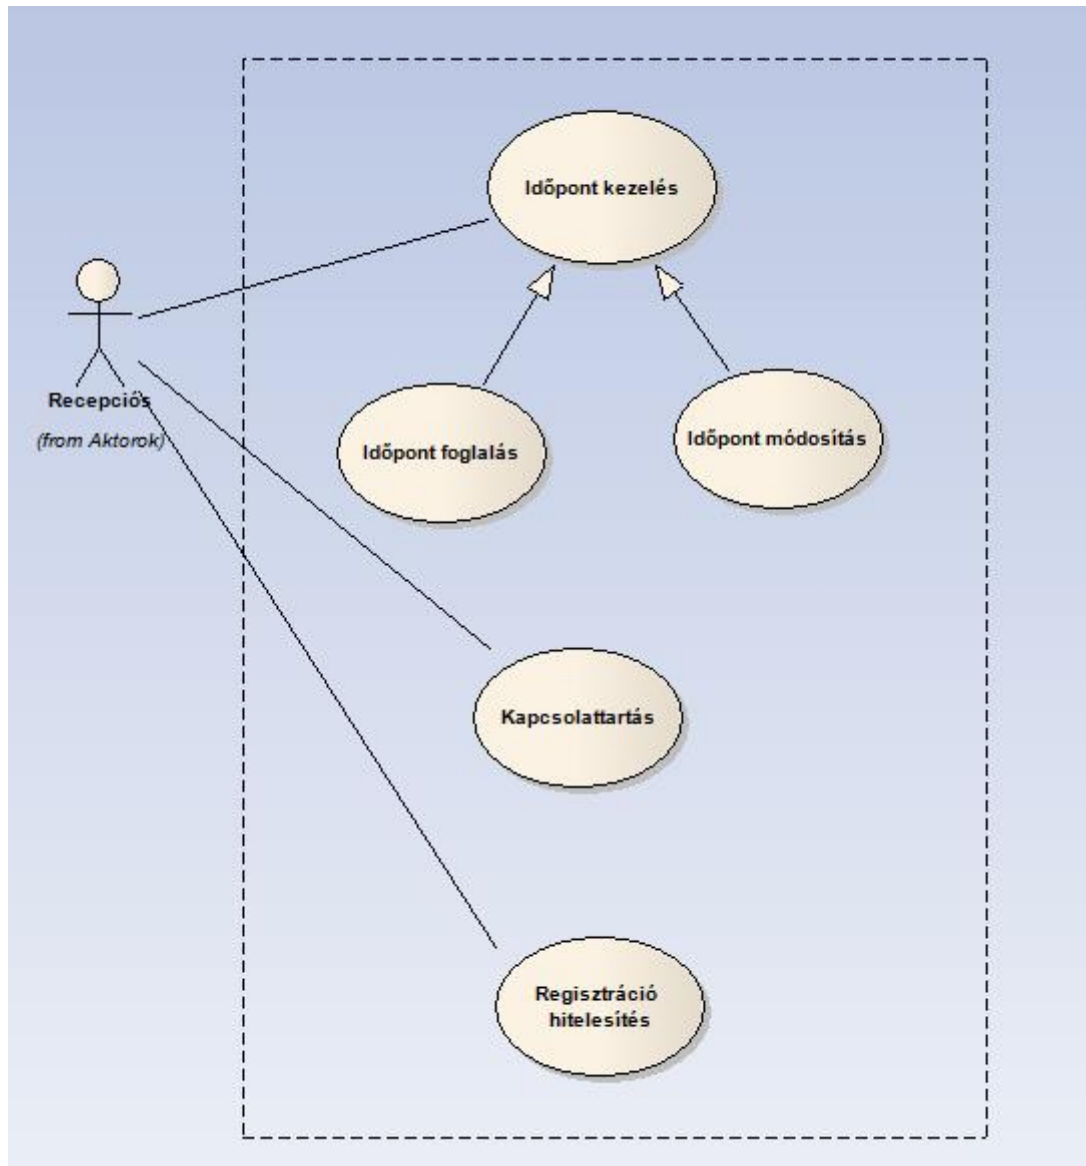 Időpont kezelés
Recepciós
(from Aktorok)
Időpont foglalás
Időpont módosítás
Kapcsolattartás
Regisztráció
hitelesítés